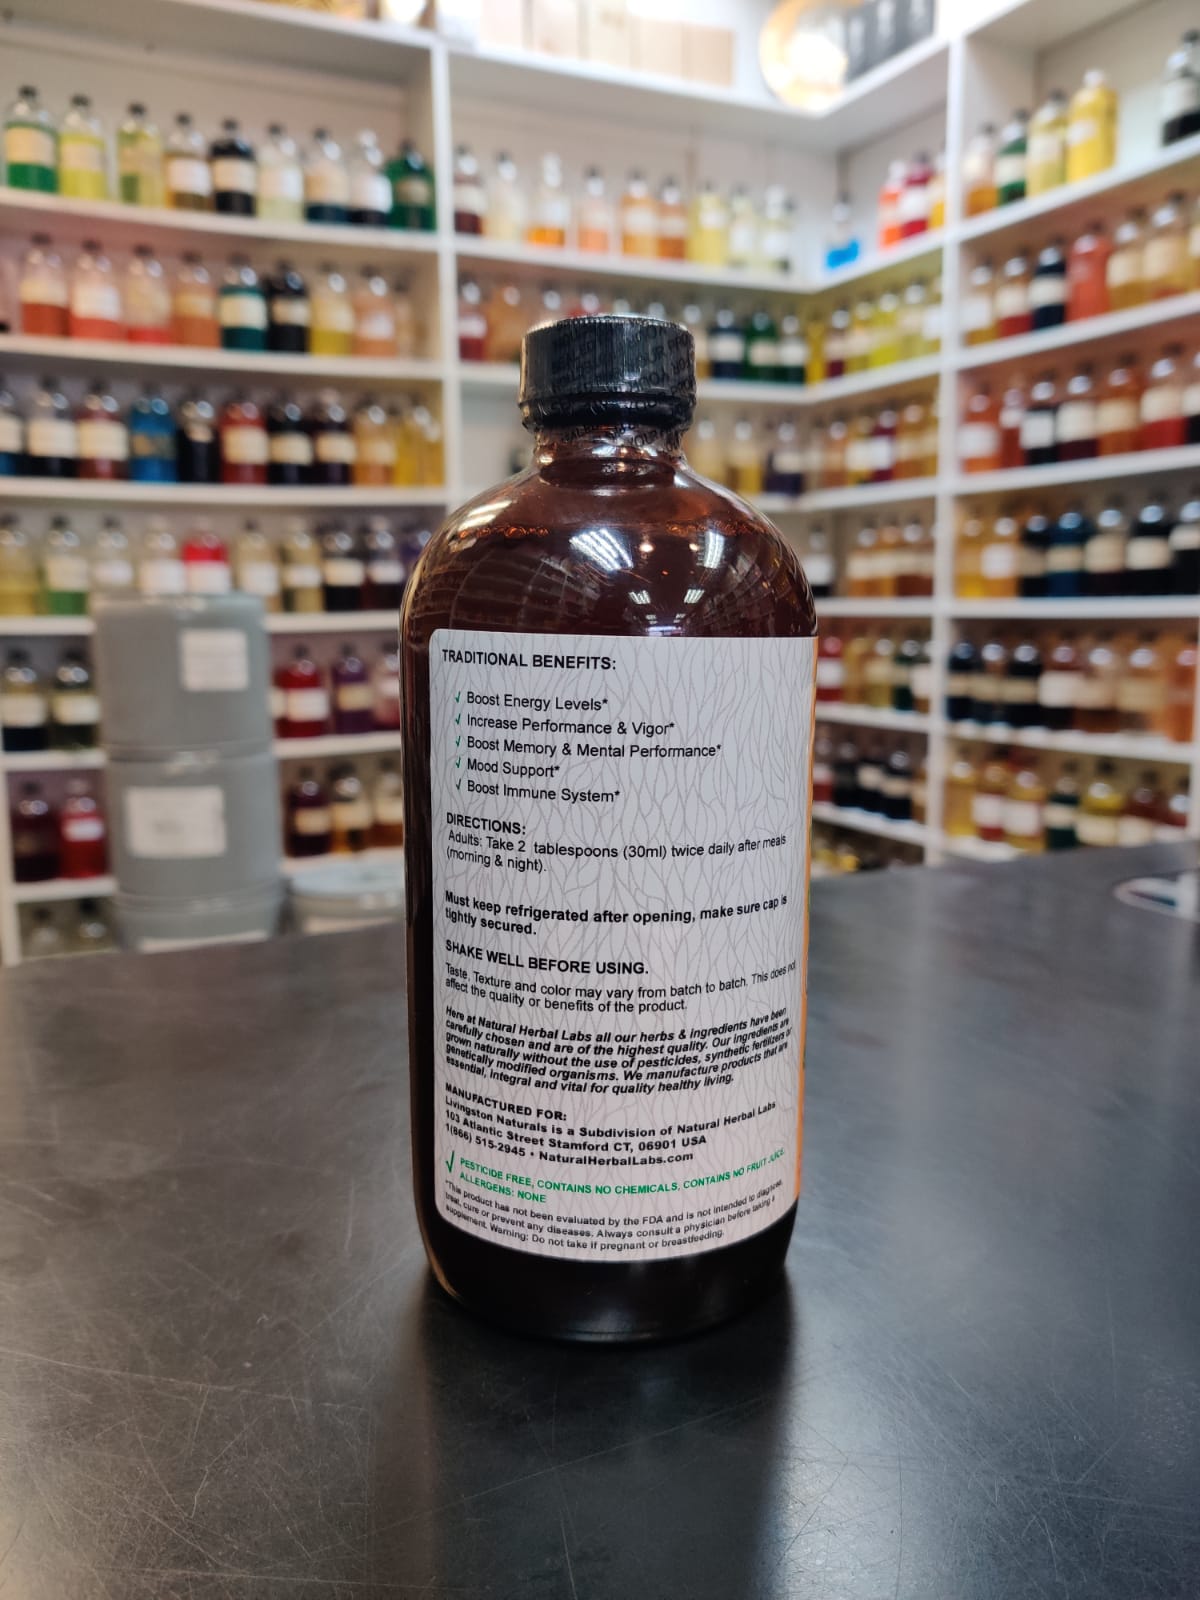 TRADITIONAL BENEFITS:
✓ Boost Energy Levels*
✓ Increase Performance & Vigor*
✓ Boost Memory & Mental Performance*
✓ Mood Support*
✓ Boost Immune System*
DIRECTIONS:
Adults: Take 2 tablespoons (30ml) twice daily after meals
(morning & night).
Must keep refrigerated after opening, make sure cap is
tightly secured.
SHAKE WELL BEFORE USING.
Taste, Texture and color may vary from batch to batch. This does not
affect the quality or benefits of the product.
Here at Natural Herbal Labs all our herbs & ingredients have been
carefully chosen and are of the highest quality. Our ingredients are
grown naturally without the use of pesticides, synthetic fertilizers or
genetically modified organisms. We manufacture products that are
essential, integral and vital for quality healthy living.
MANUFACTURED FOR:
Livingston Naturals is a Subdivision of Natural Herbal Labs
103 Atlantic Street Stamford CT, 06901 USA
1(866) 515-2945 • NaturalHerbalLabs.com
✓ PESTICIDE FREE, CONTAINS NO CHEMICALS, CONTAINS NO FRUIT JUICE.
ALLERGENS: NONE
*This product has not been evaluated by the FDA and is not intended to diagnose,
treat, cure or prevent any diseases. Always consult a physician before taking a
supplement. Warning: Do not take if pregnant or breastfeeding.